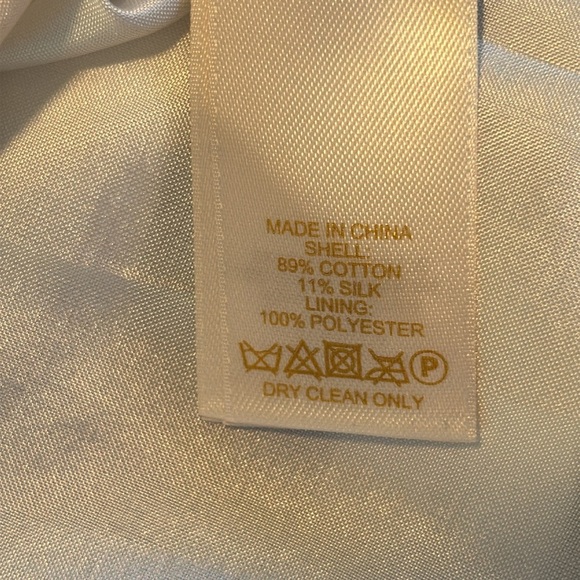 MADE IN CHINA
SHELL:
89% COTTON
11% SILK
LINING:
100% POLYESTER
P
DRY CLEAN ONLY